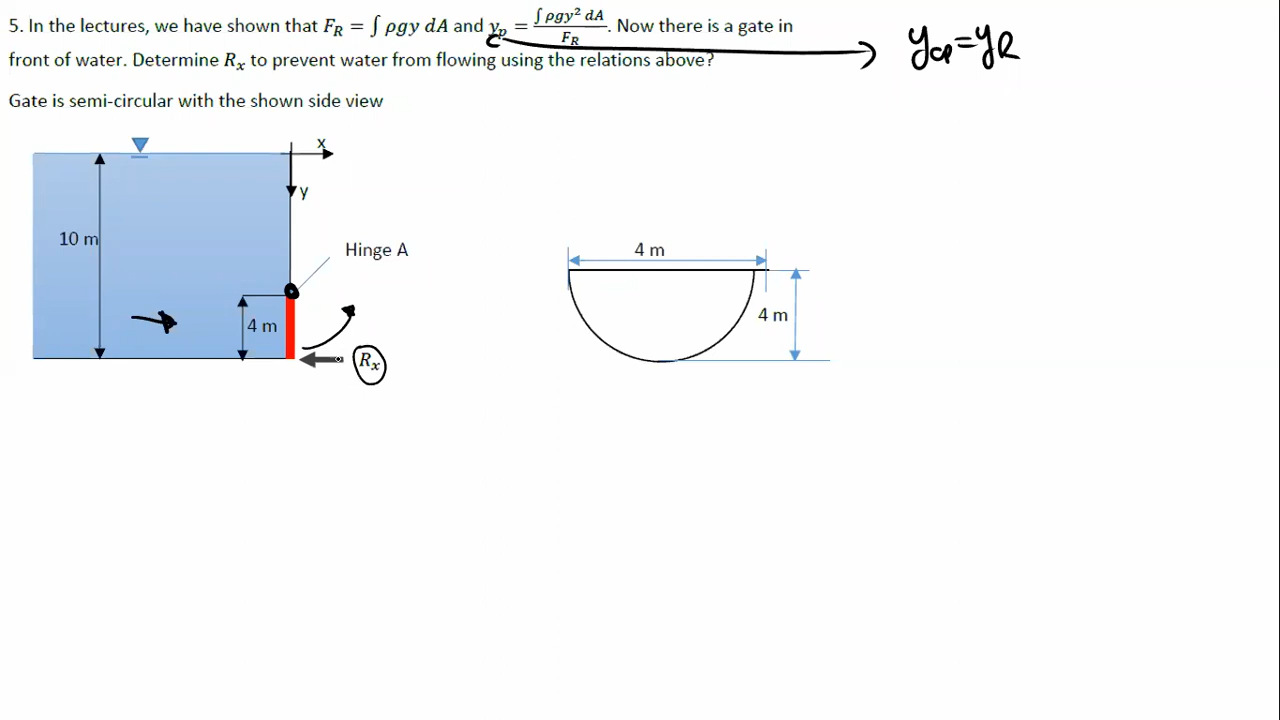 5. In the lectures, we have shown that F_R = ∫ ρgy dA and y_p = ∫ρgy² dA / F_R. Now there is a gate in
front of water. Determine R_x to prevent water from flowing using the relations above?
y_cp = y_R
Gate is semi-circular with the shown side view
x
y
10 m
Hinge A
4 m
R_x
4 m
4 m